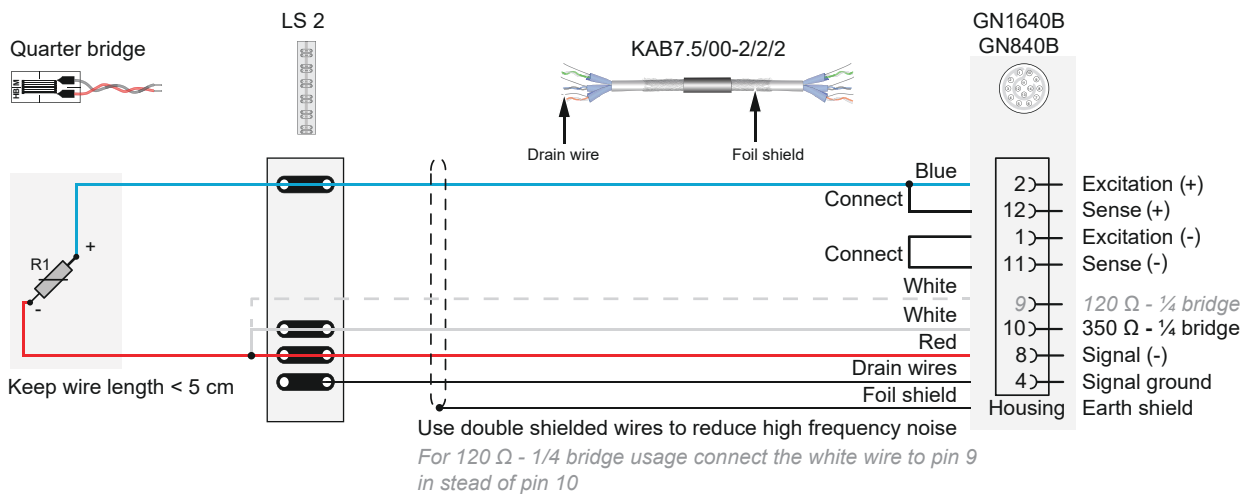 LS 2
GN1640B
GN840B
Quarter bridge
KAB7.5/00-2/2/2
HBM
Drain wire
Foil shield
Blue
2
Excitation (+)
Connect
12
Sense (+)
1
Excitation (-)
Connect
11
Sense (-)
R1
+
-
White
9
120 Ω - ¼ bridge
White
10
350 Ω - ¼ bridge
Red
8
Signal (-)
Drain wires
4
Signal ground
Keep wire length < 5 cm
Foil shield
Housing
Earth shield
Use double shielded wires to reduce high frequency noise
For 120 Ω - 1/4 bridge usage connect the white wire to pin 9
in stead of pin 10